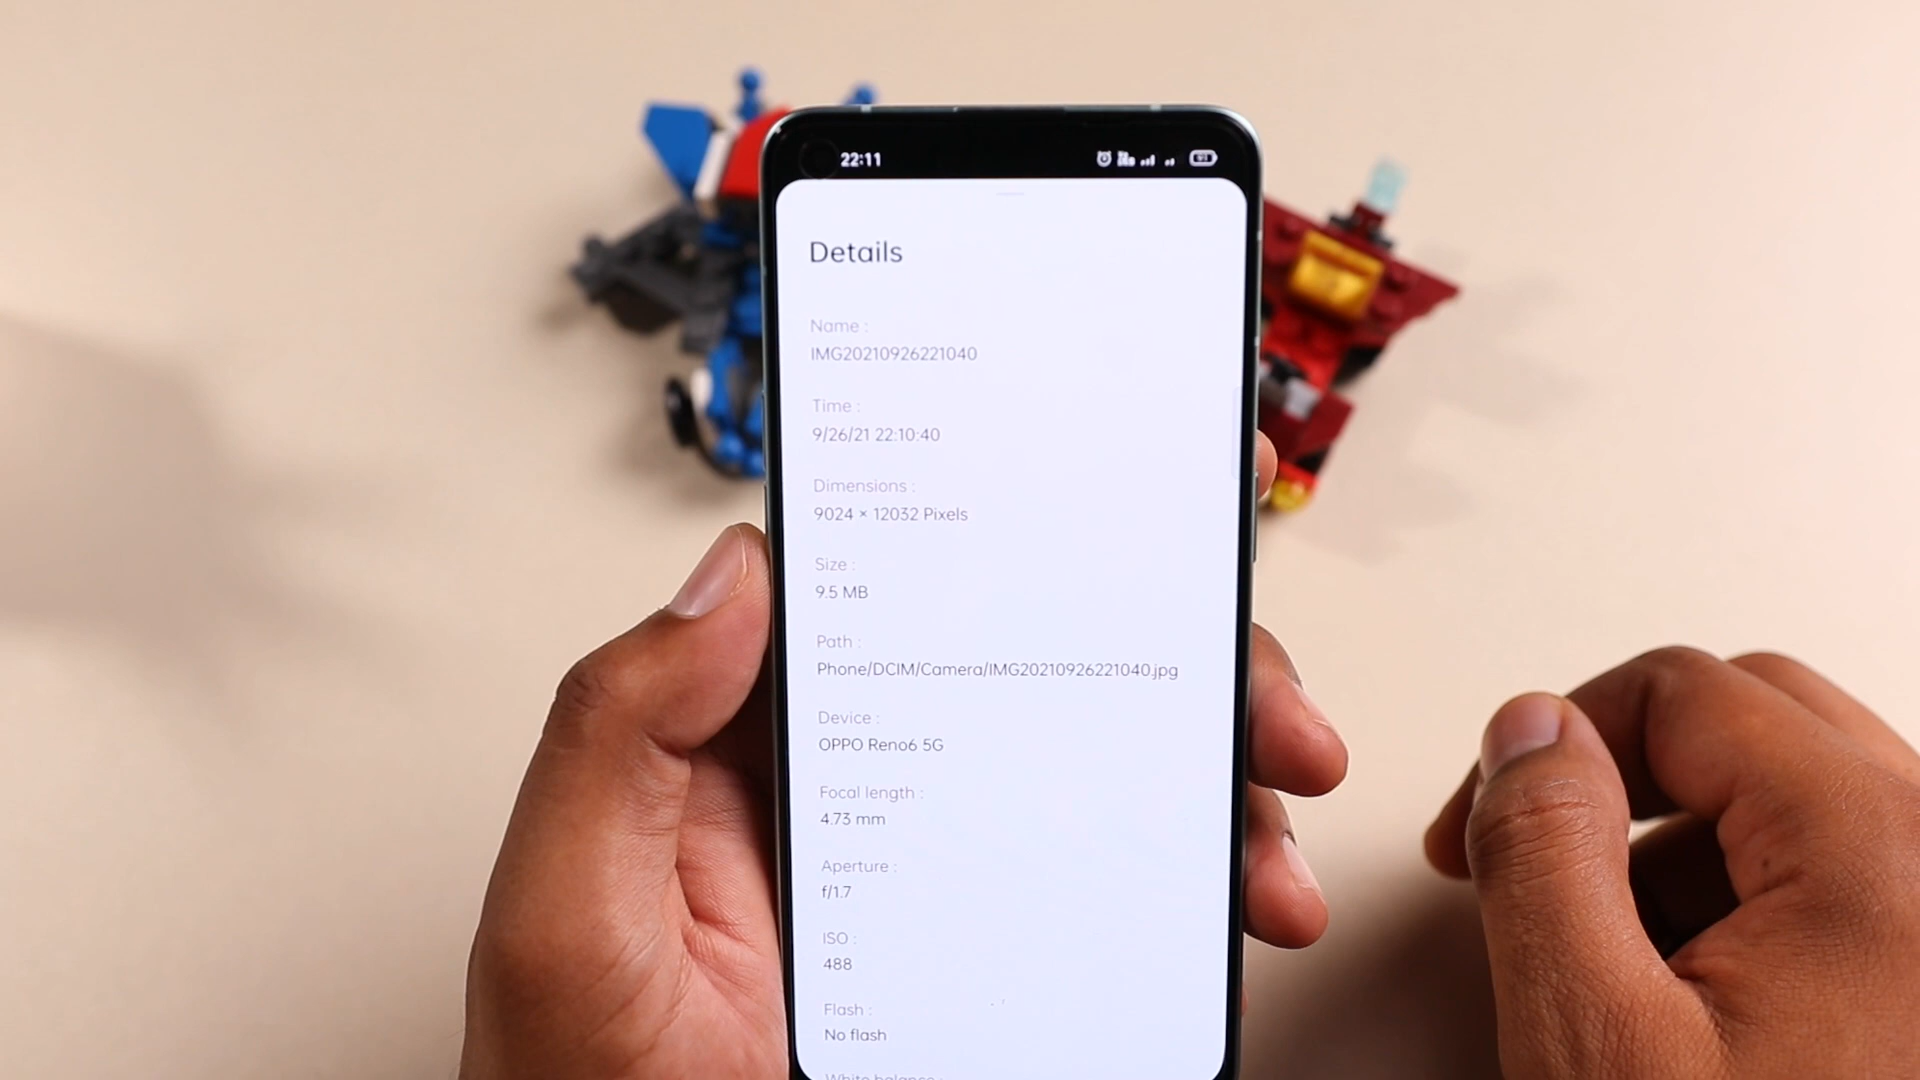 22:11
Details
Name :
IMG20210926221040
Time :
9/26/21 22:10:40
Dimensions :
9024 × 12032 Pixels
Size :
9.5 MB
Path :
Phone/DCIM/Camera/IMG20210926221040.jpg
Device :
OPPO Reno6 5G
Focal length :
4.73 mm
Aperture :
f/1.7
ISO :
488
Flash :
No flash
White balance :